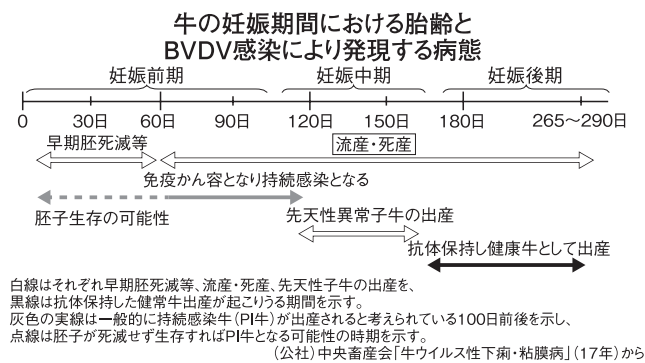 牛の妊娠期間における胎齢と
BVDV感染により発現する病態
妊娠前期 妊娠中期 妊娠後期
0 30日 60日 90日 120日 150日 180日 265〜290日
早期胚死滅等 流産・死産
免疫かん容となり持続感染となる
胚子生存の可能性 先天性異常子牛の出産
抗体保持し健康牛として出産
白線はそれぞれ早期胚死滅等、流産・死産、先天性子牛の出産を、
黒線は抗体保持した健常牛出産が起こりうる期間を示す。
灰色の実線は一般的に持続感染牛（PI牛）が出産されると考えられている100日前後を示し、
点線は胚子が死滅せず生存すればPI牛となる可能性の時期を示す。
（公社）中央畜産会「牛ウイルス性下痢・粘膜病」（17年）から